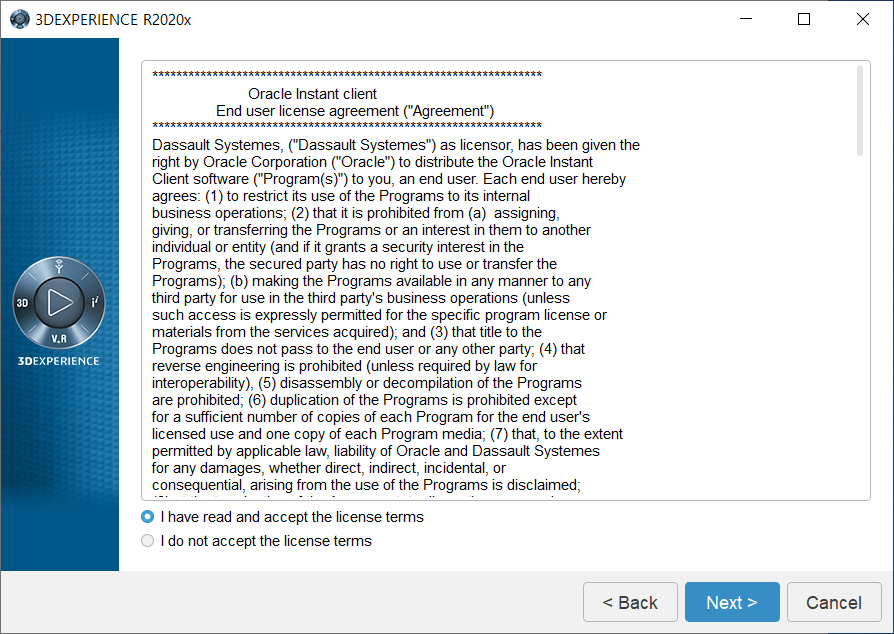 3DEXPERIENCE R2020x
******************************************************************
Oracle Instant client
End user license agreement ("Agreement")
******************************************************************
Dassault Systemes, ("Dassault Systemes") as licensor, has been given the
right by Oracle Corporation ("Oracle") to distribute the Oracle Instant
Client software ("Program(s)") to you, an end user. Each end user hereby
agrees: (1) to restrict its use of the Programs to its internal
business operations; (2) that it is prohibited from (a)  assigning,
giving, or transferring the Programs or an interest in them to another
individual or entity (and if it grants a security interest in the
Programs, the secured party has no right to use or transfer the
Programs); (b) making the Programs available in any manner to any
third party for use in the third party's business operations (unless
such access is expressly permitted for the specific program license or
materials from the services acquired); and (3) that title to the
Programs does not pass to the end user or any other party; (4) that
reverse engineering is prohibited (unless required by law for
interoperability), (5) disassembly or decompilation of the Programs
are prohibited; (6) duplication of the Programs is prohibited except
for a sufficient number of copies of each Program for the end user's
licensed use and one copy of each Program media; (7) that, to the extent
permitted by applicable law, liability of Oracle and Dassault Systemes
for any damages, whether direct, indirect, incidental, or
consequential, arising from the use of the Programs is disclaimed;
3D
V.R
3DEXPERIENCE
I have read and accept the license terms
I do not accept the license terms
< Back
Next >
Cancel